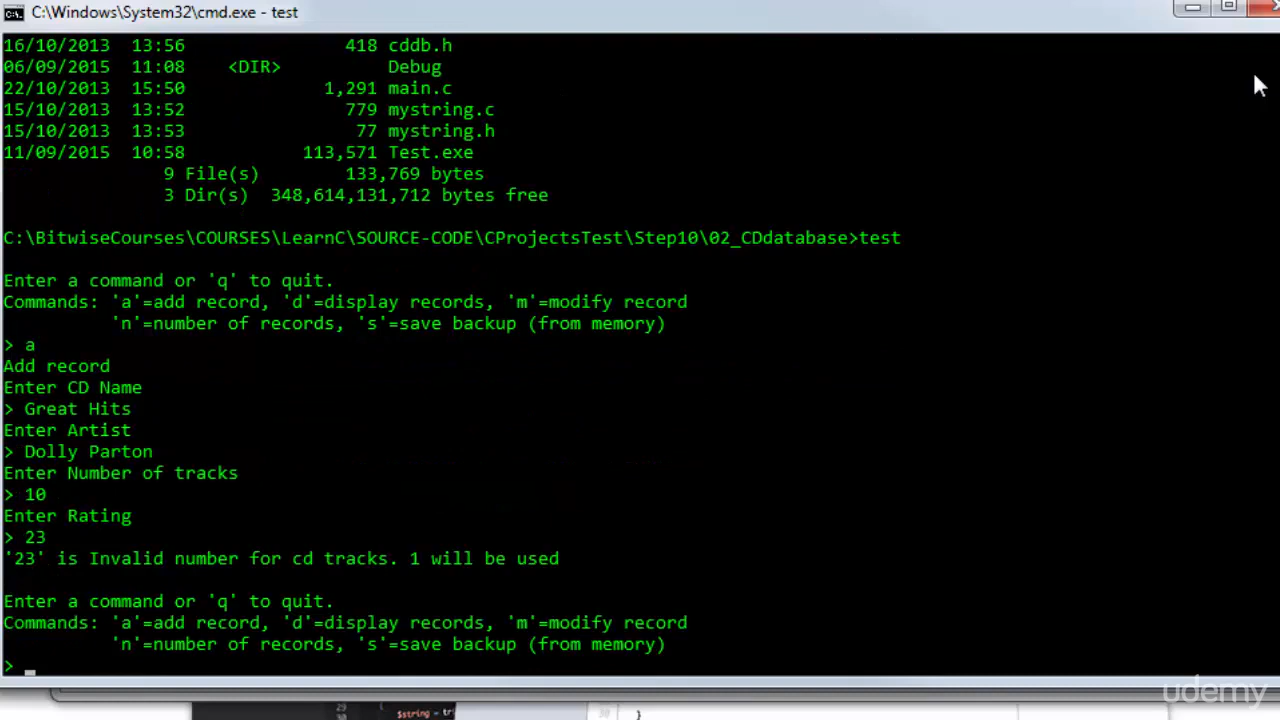 C:\Windows\System32\cmd.exe - test
16/10/2013  13:56               418 cddb.h
06/09/2015  11:08    <DIR>          Debug
22/10/2013  15:50             1,291 main.c
15/10/2013  13:52               779 mystring.c
15/10/2013  13:53                77 mystring.h
11/09/2015  10:58           113,571 Test.exe
               9 File(s)        133,769 bytes
               3 Dir(s)  348,614,131,712 bytes free
C:\BitwiseCourses\COURSES\LearnC\SOURCE-CODE\CProjectsTest\Step10\02_CDdatabase>test
Enter a command or 'q' to quit.
Commands: 'a'=add record, 'd'=display records, 'm'=modify record
          'n'=number of records, 's'=save backup (from memory)
> a
Add record
Enter CD Name
> Great Hits
Enter Artist
> Dolly Parton
Enter Number of tracks
> 10
Enter Rating
> 23
'23' is Invalid number for cd tracks. 1 will be used
Enter a command or 'q' to quit.
Commands: 'a'=add record, 'd'=display records, 'm'=modify record
          'n'=number of records, 's'=save backup (from memory)
> _
udemy
29
30
}